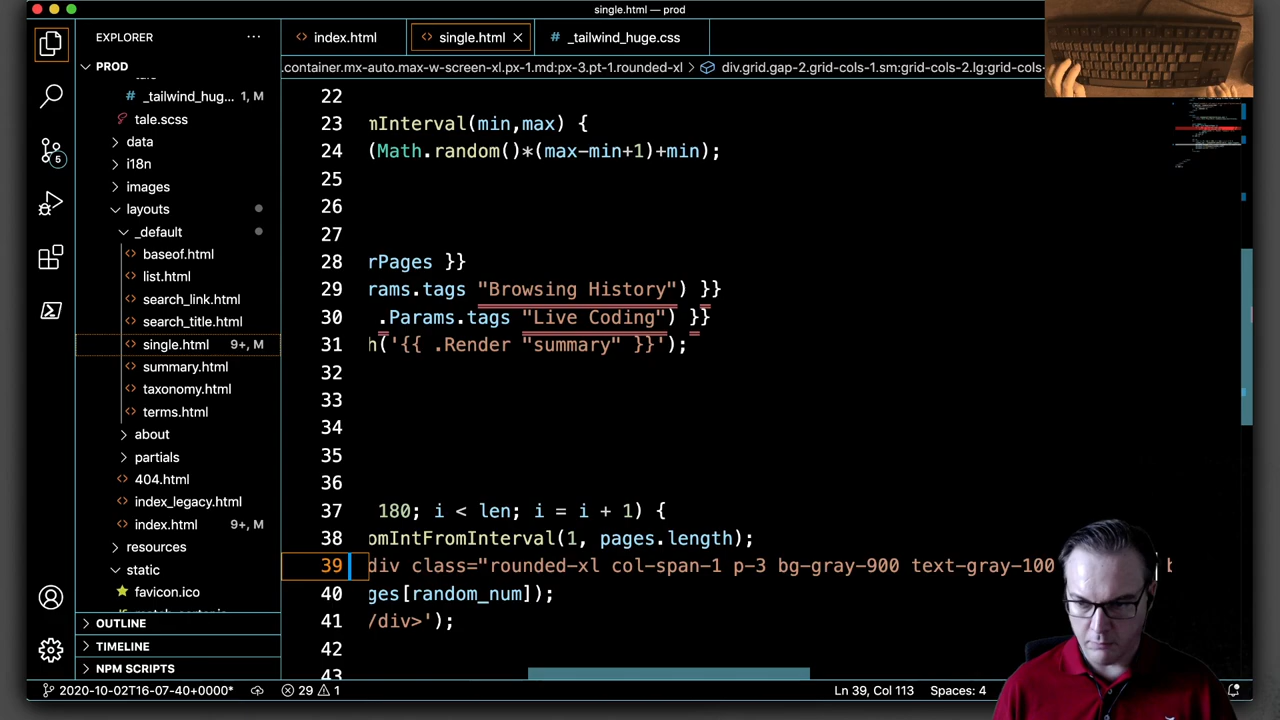 single.html — prod
EXPLORER
index.html
single.html
# _tailwind_huge.css
PROD
.container.mx-auto.max-w-screen-xl.px-1.md:px-3.pt-1.rounded-xl > div.grid.gap-2.grid-cols-1.sm:grid-cols-2.lg:grid-cols-
# _tailwind_hug... 1, M
tale.scss
data
i18n
images
layouts
_default
baseof.html
list.html
search_link.html
search_title.html
single.html 9+, M
summary.html
taxonomy.html
terms.html
about
partials
404.html
index_legacy.html
index.html 9+, M
resources
static
favicon.ico
OUTLINE
TIMELINE
NPM SCRIPTS
22
23 mInterval(min,max) {
24 (Math.random()*(max-min+1)+min);
25
26
27
28 rPages }}
29 rams.tags "Browsing History") }}
30 .Params.tags "Live Coding") }}
31 h('{{ .Render "summary" }}');
32
33
34
35
36
37 180; i < len; i = i + 1) {
38 omIntFromInterval(1, pages.length);
39 div class="rounded-xl col-span-1 p-3 bg-gray-900 text-gray-100
40 ges[random_num]);
41 /div>');
42
43
5
2020-10-02T16-07-40+0000* 29 1 Ln 39, Col 113 Spaces: 4